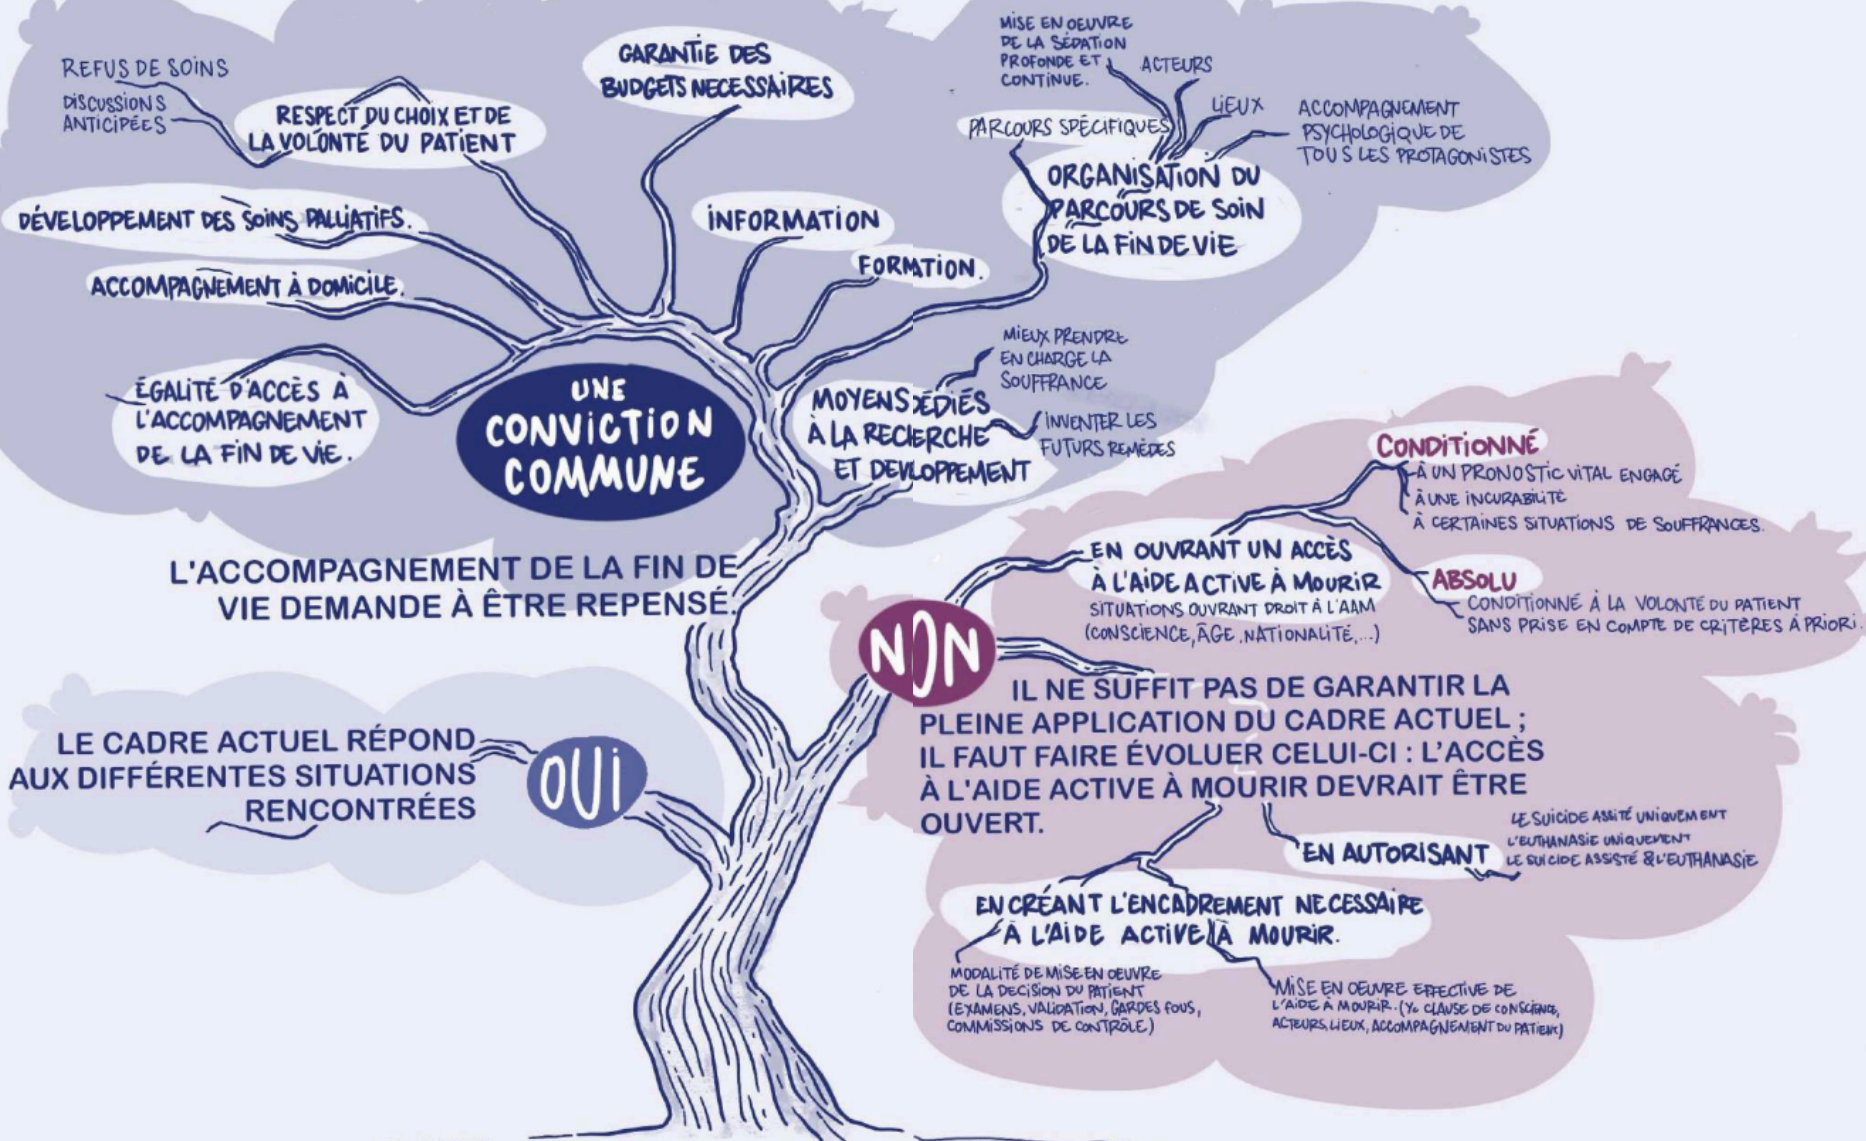 REFUS DE SOINS
DISCUSSIONS
ANTICIPÉES
RESPECT DU CHOIX ET DE
LA VOLONTÉ DU PATIENT
GARANTIE DES
BUDGETS NECESSAIRES
MISE EN OEUVRE
DE LA SÉDATION
PROFONDE ET
CONTINUE.
ACTEURS
LIEUX
ACCOMPAGNEMENT
PSYCHOLOGIQUE DE
TOUS LES PROTAGONISTES
PARCOURS SPÉCIFIQUES
ORGANISATION DU
PARCOURS DE SOIN
DE LA FIN DE VIE
DÉVELOPPEMENT DES SOINS PALLIATIFS.
INFORMATION
FORMATION.
ACCOMPAGNEMENT À DOMICILE.
ÉGALITÉ D'ACCÈS À
L'ACCOMPAGNEMENT
DE LA FIN DE VIE.
UNE
CONVICTION
COMMUNE
MOYENS DÉDIÉS
À LA RECHERCHE
ET DEVLOPPEMENT
MIEUX PRENDRE
EN CHARGE LA
SOUFFRANCE
INVENTER LES
FUTURS REMÈDES
L'ACCOMPAGNEMENT DE LA FIN DE
VIE DEMANDE À ÊTRE REPENSÉ.
CONDITIONNÉ
À UN PRONOSTIC VITAL ENGAGÉ
À UNE INCURABILITÉ
À CERTAINES SITUATIONS DE SOUFFRANCES.
EN OUVRANT UN ACCÈS
À L'AIDE ACTIVE À MOURIR
SITUATIONS OUVRANT DROIT À L'AAM
(CONSCIENCE, ÂGE, NATIONALITÉ,...)
ABSOLU
CONDITIONNÉ À LA VOLONTÉ DU PATIENT
SANS PRISE EN COMPTE DE CRITÈRES À PRIORI.
NON
IL NE SUFFIT PAS DE GARANTIR LA
PLEINE APPLICATION DU CADRE ACTUEL ;
IL FAUT FAIRE ÉVOLUER CELUI-CI : L'ACCÈS
À L'AIDE ACTIVE À MOURIR DEVRAIT ÊTRE
OUVERT.
LE CADRE ACTUEL RÉPOND
AUX DIFFÉRENTES SITUATIONS
RENCONTRÉES
OUI
EN AUTORISANT
LE SUICIDE ASSITÉ UNIQUEMENT
L'EUTHANASIE UNIQUEMENT
LE SUICIDE ASSISTÉ & L'EUTHANASIE
EN CRÉANT L'ENCADREMENT NECESSAIRE
À L'AIDE ACTIVE À MOURIR.
MODALITÉ DE MISE EN OEUVRE
DE LA DECISION DU PATIENT
(EXAMENS, VALIDATION, GARDES FOUS,
COMMISSIONS DE CONTRÔLE)
MISE EN OEUVRE EFFECTIVE DE
L'AIDE À MOURIR. (Yc CLAUSE DE CONSCIENCE,
ACTEURS, LIEUX, ACCOMPAGNEMENT DU PATIENT)